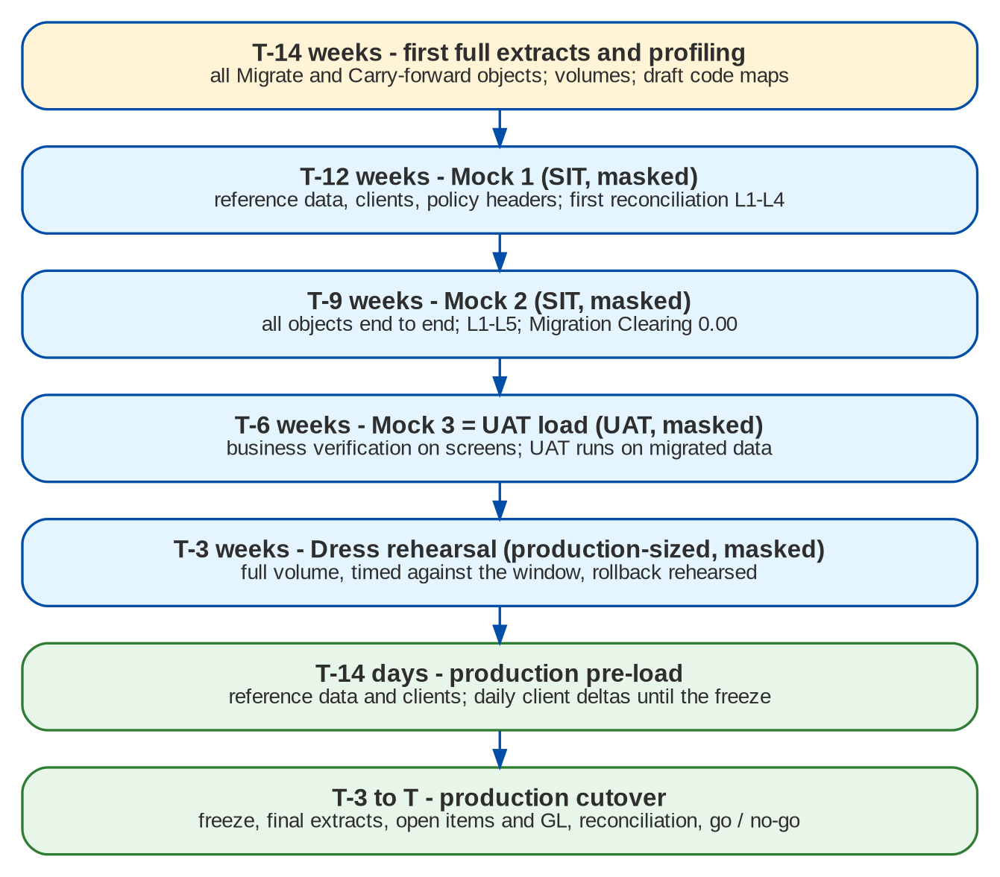 T-14 weeks - first full extracts and profiling
all Migrate and Carry-forward objects; volumes; draft code maps
T-12 weeks - Mock 1 (SIT, masked)
reference data, clients, policy headers; first reconciliation L1-L4
T-9 weeks - Mock 2 (SIT, masked)
all objects end to end; L1-L5; Migration Clearing 0.00
T-6 weeks - Mock 3 = UAT load (UAT, masked)
business verification on screens; UAT runs on migrated data
T-3 weeks - Dress rehearsal (production-sized, masked)
full volume, timed against the window, rollback rehearsed
T-14 days - production pre-load
reference data and clients; daily client deltas until the freeze
T-3 to T - production cutover
freeze, final extracts, open items and GL, reconciliation, go / no-go